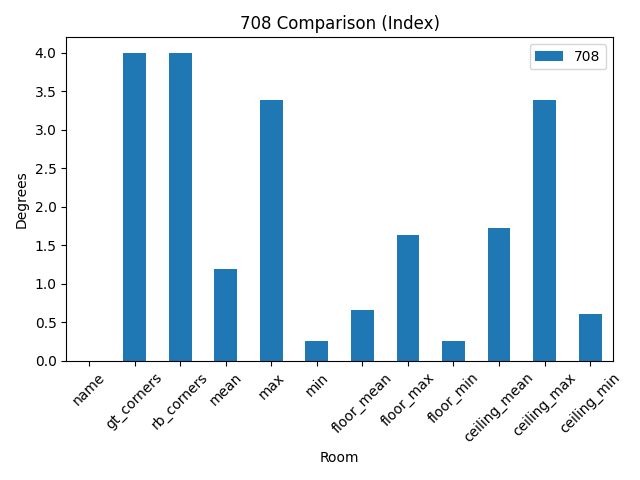 708 Comparison (Index)
708
Degrees
4.0
3.5
3.0
2.5
2.0
1.5
1.0
0.5
0.0
name
gt_corners
rb_corners
mean
max
min
floor_mean
floor_max
floor_min
ceiling_mean
ceiling_max
ceiling_min
Room